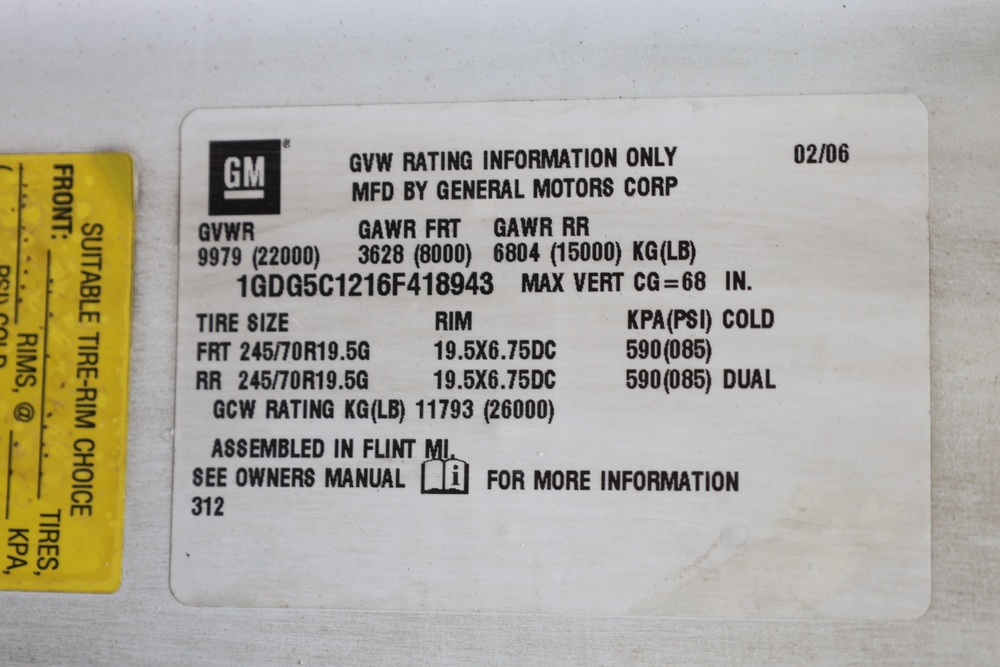 GM®
GVW RATING INFORMATION ONLY 02/06
MFD BY GENERAL MOTORS CORP
GVWR GAWR FRT GAWR RR
9979 (22000) 3628 (8000) 6804 (15000) KG(LB)
1GDG5C1216F418943 MAX VERT CG=68 IN.
TIRE SIZE RIM KPA(PSI) COLD
FRT 245/70R19.5G 19.5X6.75DC 590(085)
RR 245/70R19.5G 19.5X6.75DC 590(085) DUAL
GCW RATING KG(LB) 11793 (26000)
ASSEMBLED IN FLINT MI.
SEE OWNERS MANUAL i FOR MORE INFORMATION
312
SUITABLE TIRE-RIM CHOICE
FRONT: TIRES,
RIMS, @ KPA,